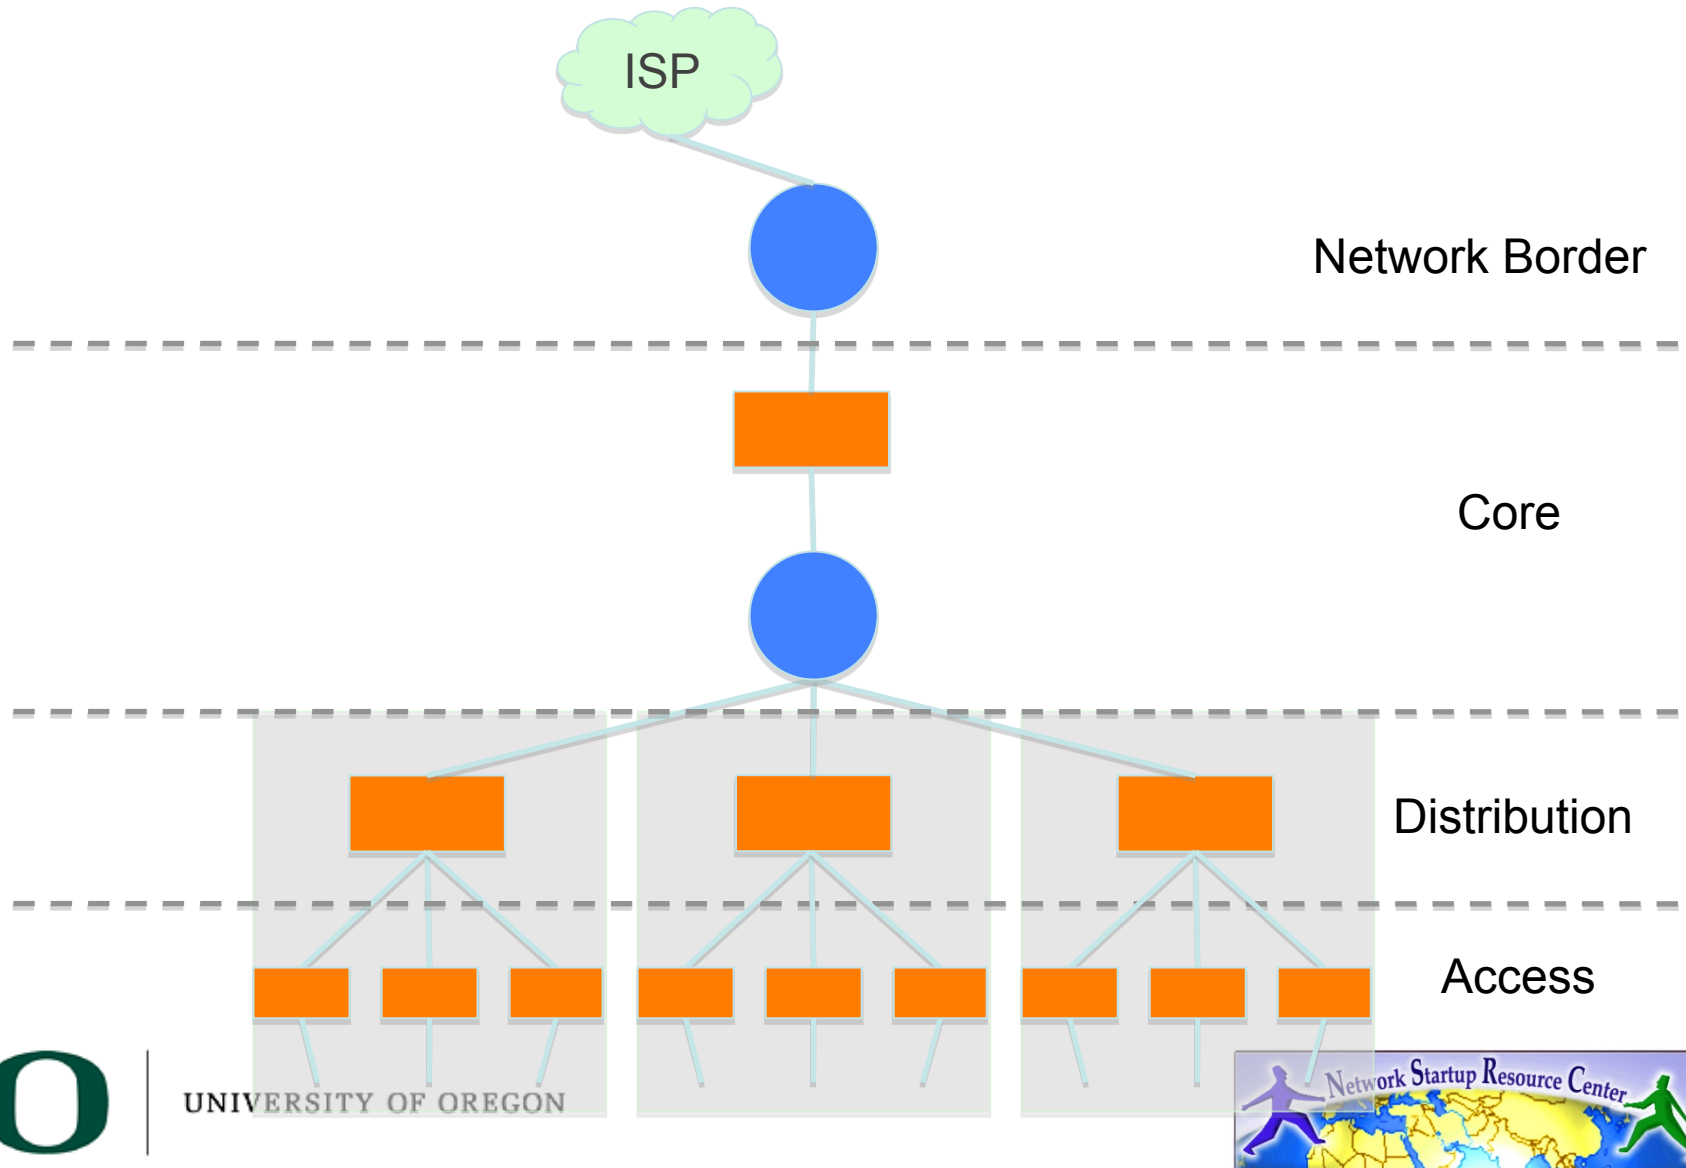 ISP
Network Border
Core
Distribution
Access
UNIVERSITY OF OREGON
Network Startup Resource Center